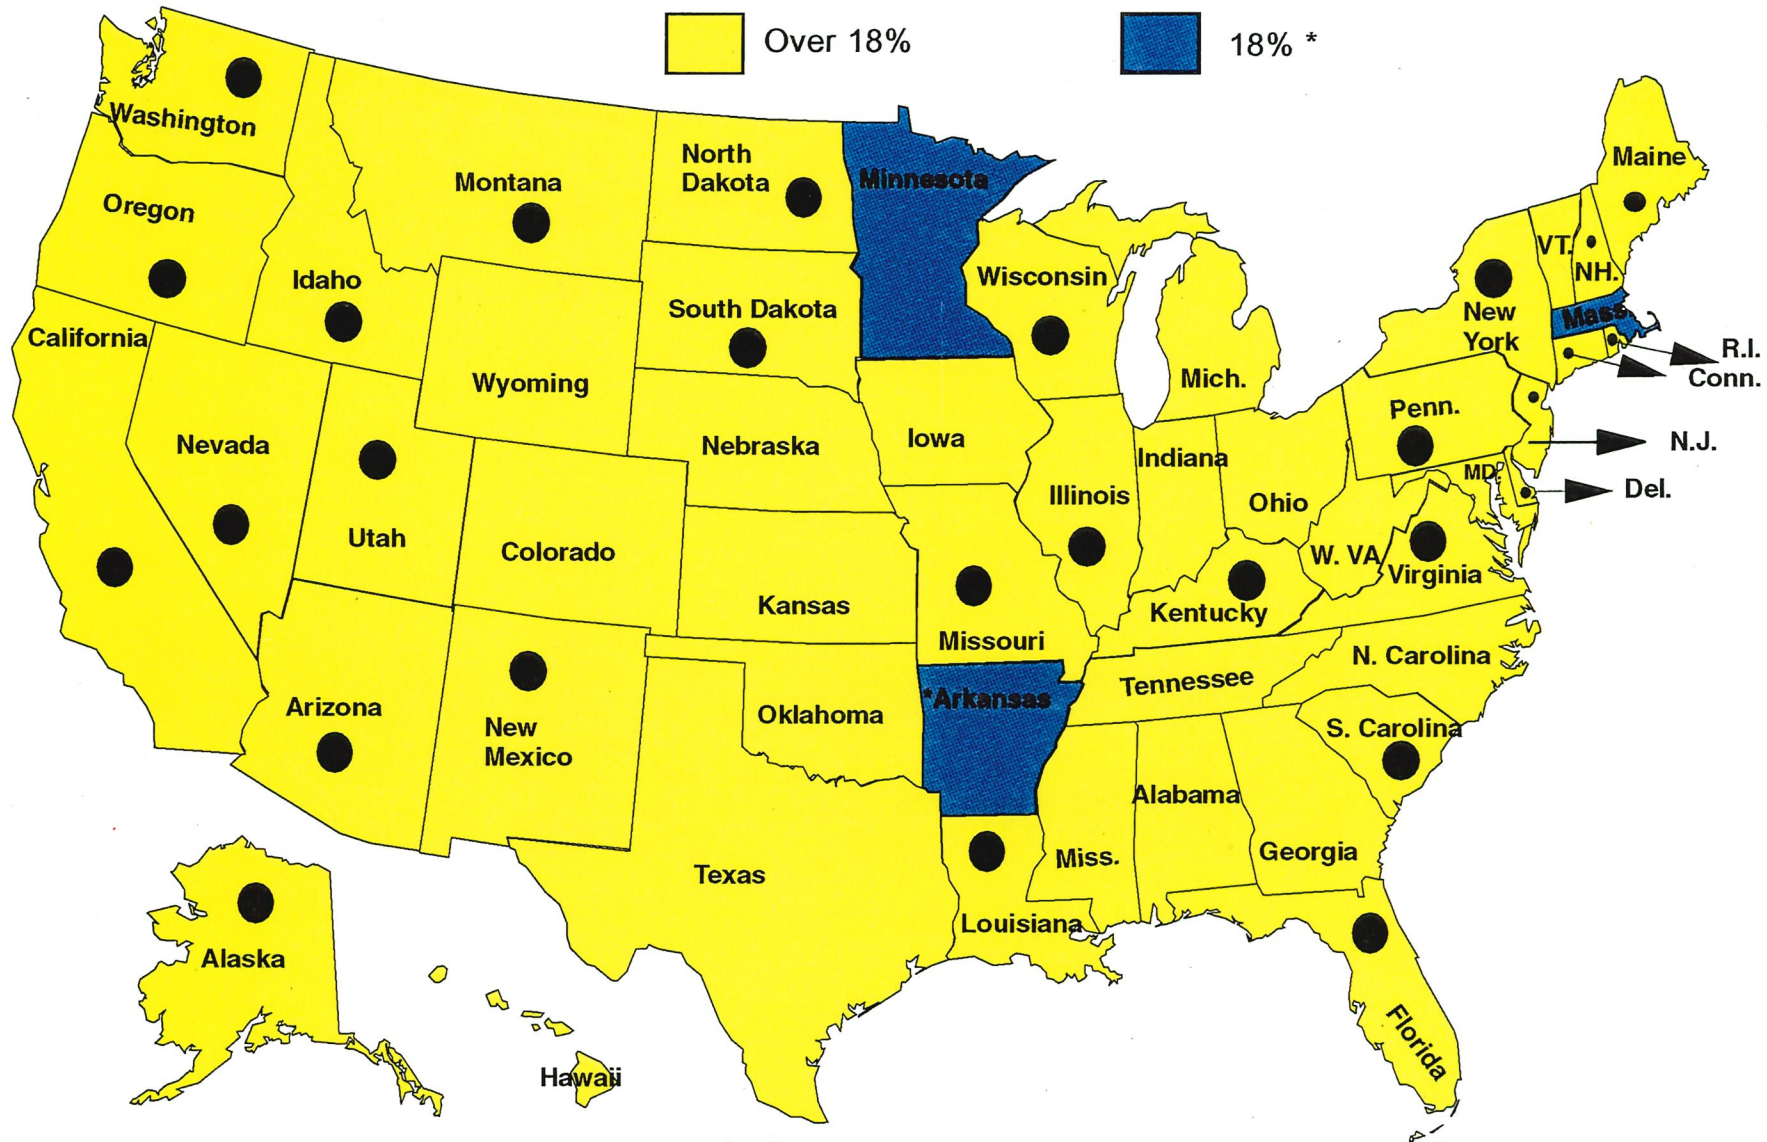 Over 18%
18% *
Washington
Oregon
California
Nevada
Idaho
Montana
Wyoming
Utah
Colorado
Arizona
New
Mexico
North
Dakota
South Dakota
Nebraska
Kansas
Oklahoma
Texas
Minnesota
Iowa
Missouri
*Arkansas
Louisiana
Wisconsin
Illinois
Mich.
Indiana
Ohio
Kentucky
Tennessee
Miss.
Alabama
Georgia
Florida
S. Carolina
N. Carolina
Virginia
W. VA
MD.
Penn.
New
York
VT.
NH.
Maine
Mass
R.I.
Conn.
N.J.
Del.
Alaska
Hawaii